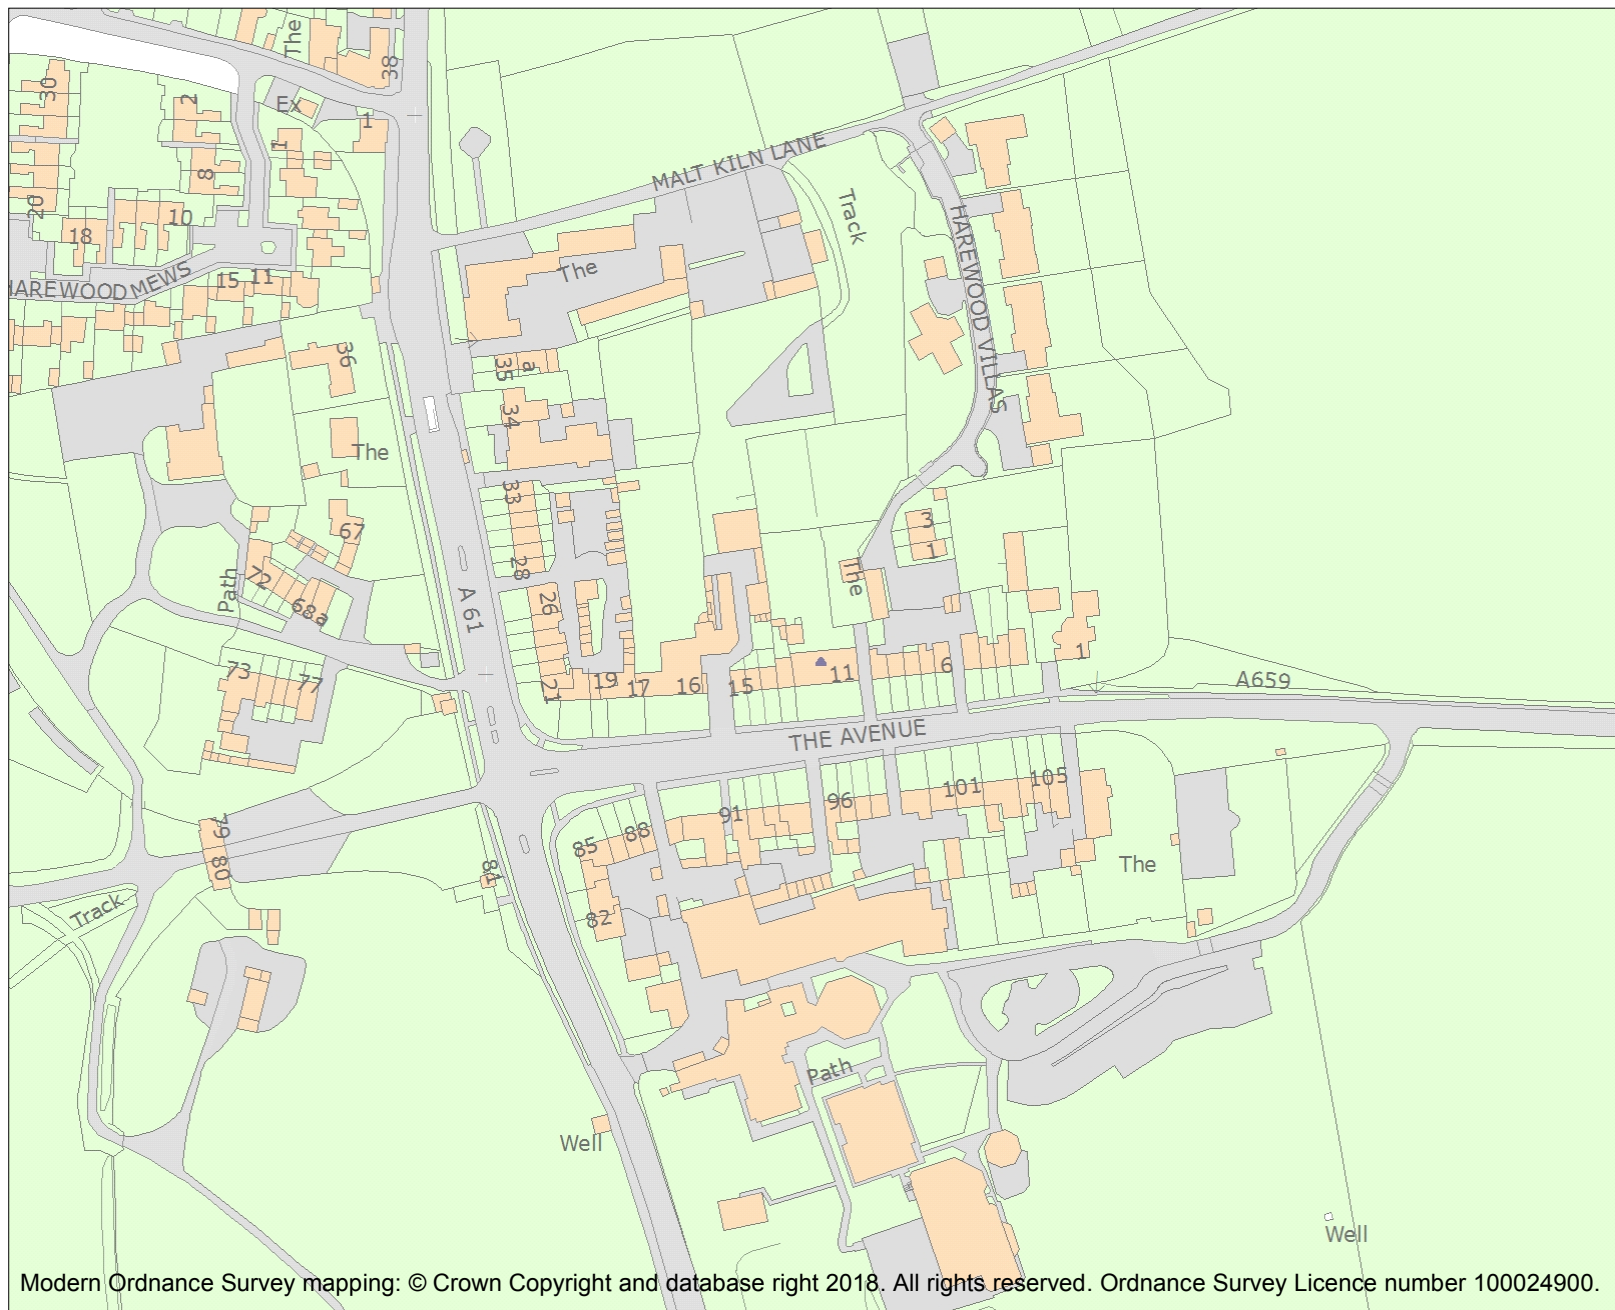 The
38
30
2
Ex
1
1
MALT KILN LANE
8
20
10
18
Track
HAREWOOD VILLAS
The
HAREWOOD MEWS
15
11
36
35
a
34
The
33
3
67
1
28
72
Path
The
26
68a
A 61
73
77
21
19
17
16
15
11
6
1
A659
THE AVENUE
105
101
96
91
88
85
79
80
81
The
82
Track
Path
Well
Well
Modern Ordnance Survey mapping: © Crown Copyright and database right 2018. All rights reserved. Ordnance Survey Licence number 100024900.